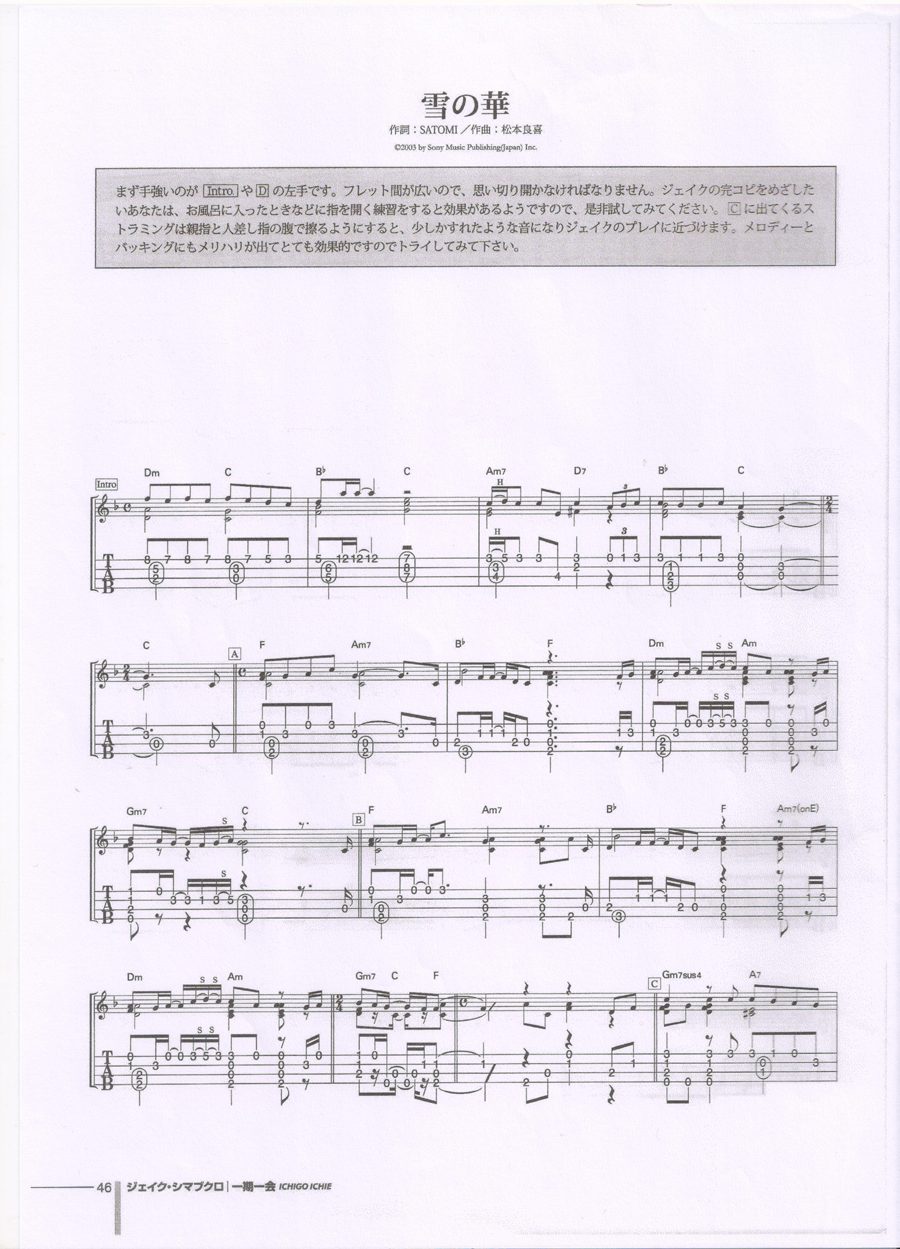 雪の華
作詞：SATOMI／作曲：松本良喜
©2003 by Sony Music Publishing(Japan) Inc.
まず手強いのが Intro や D の左手です。フレット間が広いので、思い切り開かなければなりません。ジェイクの完コピをめざした
いあなたは、お風呂に入ったときなどに指を開く練習をすると効果があるようですので、是非試してみてください。 C に出てくるス
トラミングは親指と人差し指の腹で擦るようにすると、少しかすれたような音になりジェイクのプレイに近づけます。メロディーと
バッキングにもメリハリが出てとても効果的ですのでトライしてみて下さい。
Dm C B♭ C Am7 D7 B♭ C
Intro
C F Am7 B♭ F Dm Am
A
Gm7 C F Am7 B♭ F Am7(onE)
B
Dm Am Gm7 C F Gm7sus4 A7
C
46 ジェイク・シマブクロ｜一期一会 ICHIGO ICHIE